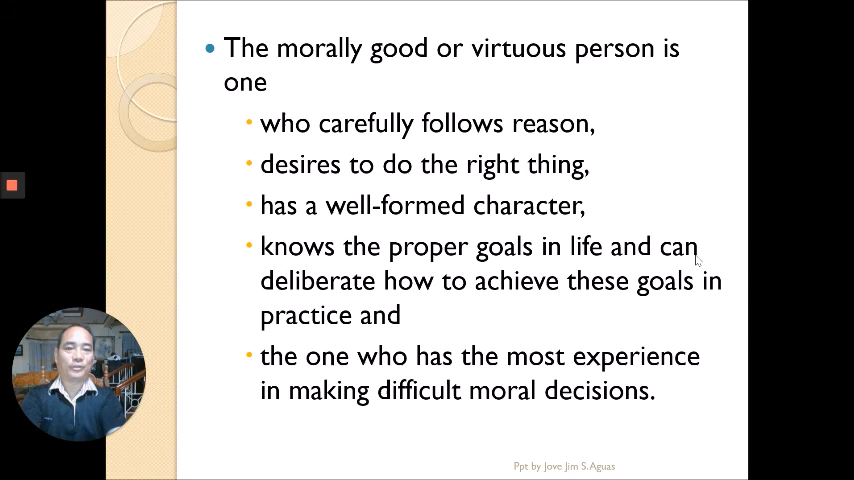 The morally good or virtuous person is
one
who carefully follows reason,
desires to do the right thing,
has a well-formed character,
knows the proper goals in life and can
deliberate how to achieve these goals in
practice and
the one who has the most experience
in making difficult moral decisions.
Ppt by Jove Jim S. Aguas